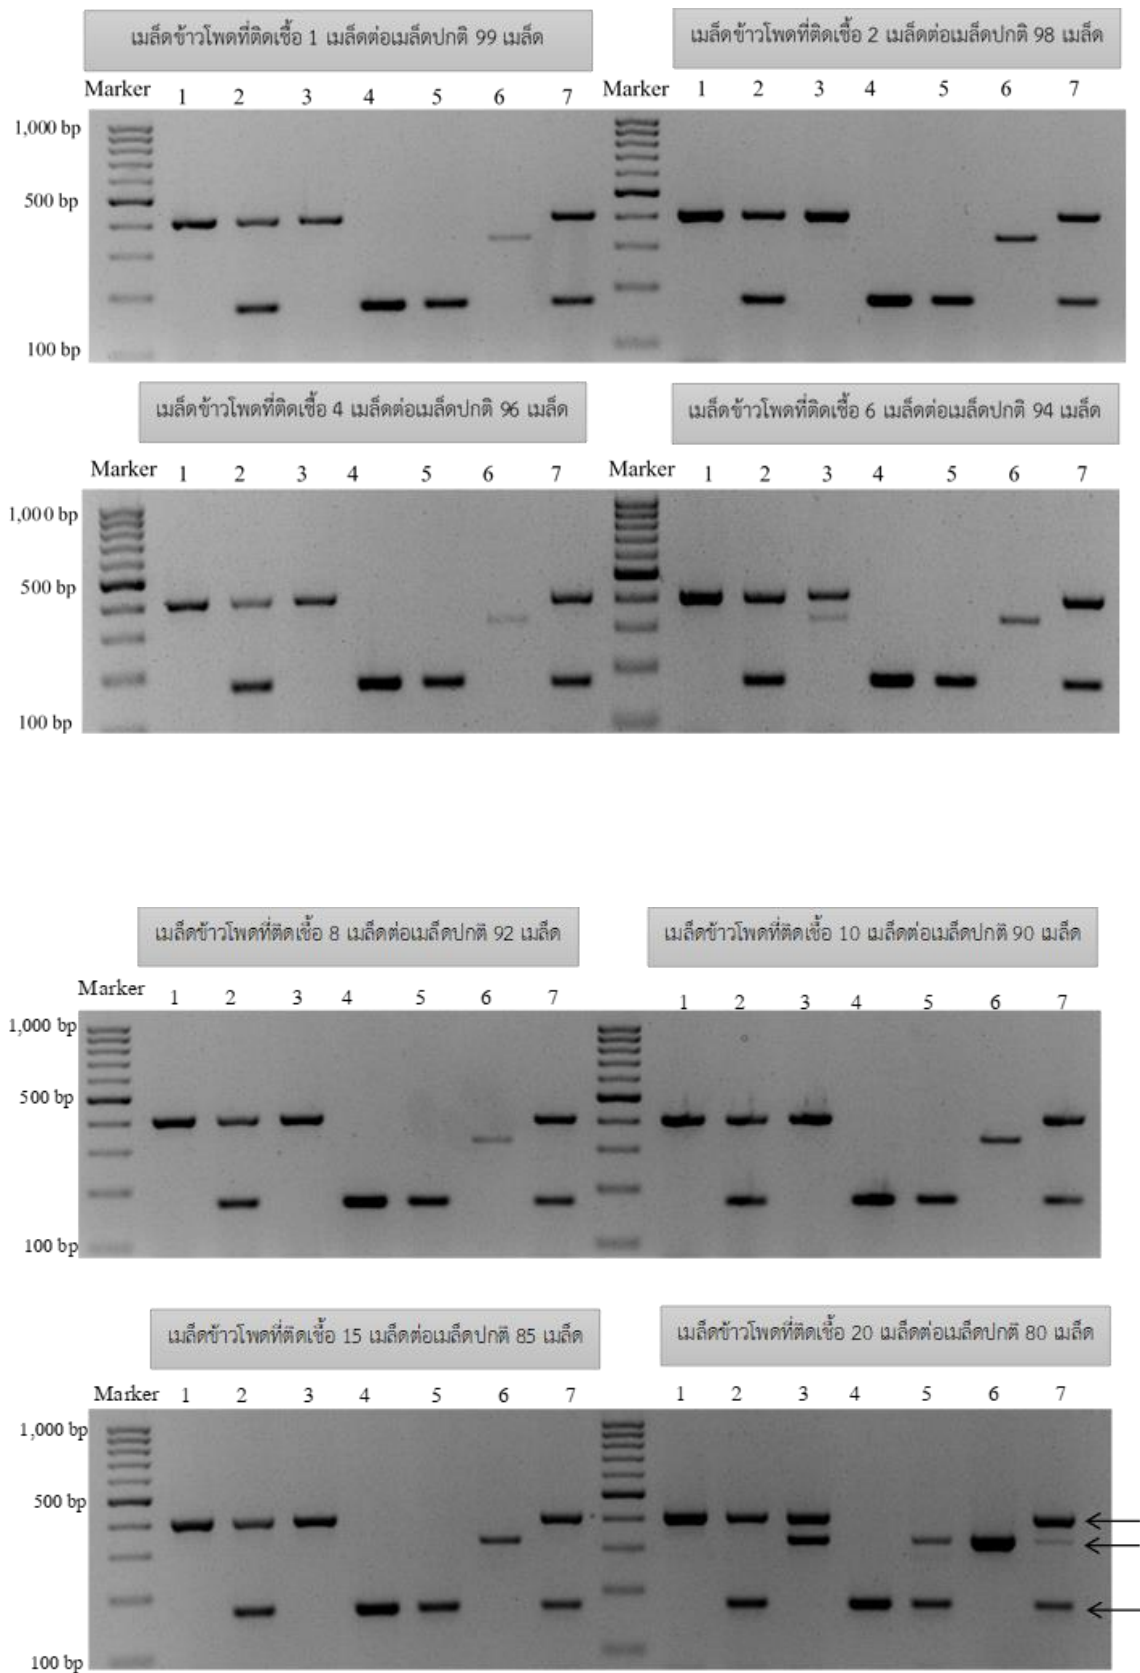 เมล็ดข้าวโพดที่ติดเชื้อ 1 เมล็ดต่อเมล็ดปกติ 99 เมล็ด
เมล็ดข้าวโพดที่ติดเชื้อ 2 เมล็ดต่อเมล็ดปกติ 98 เมล็ด
Marker 1 2 3 4 5 6 7 Marker 1 2 3 4 5 6 7
1,000 bp
500 bp
100 bp
เมล็ดข้าวโพดที่ติดเชื้อ 4 เมล็ดต่อเมล็ดปกติ 96 เมล็ด
เมล็ดข้าวโพดที่ติดเชื้อ 6 เมล็ดต่อเมล็ดปกติ 94 เมล็ด
Marker 1 2 3 4 5 6 7 Marker 1 2 3 4 5 6 7
1,000 bp
500 bp
100 bp
เมล็ดข้าวโพดที่ติดเชื้อ 8 เมล็ดต่อเมล็ดปกติ 92 เมล็ด
เมล็ดข้าวโพดที่ติดเชื้อ 10 เมล็ดต่อเมล็ดปกติ 90 เมล็ด
Marker 1 2 3 4 5 6 7 1 2 3 4 5 6 7
1,000 bp
500 bp
100 bp
เมล็ดข้าวโพดที่ติดเชื้อ 15 เมล็ดต่อเมล็ดปกติ 85 เมล็ด
เมล็ดข้าวโพดที่ติดเชื้อ 20 เมล็ดต่อเมล็ดปกติ 80 เมล็ด
Marker 1 2 3 4 5 6 7 1 2 3 4 5 6 7
1,000 bp
500 bp
100 bp